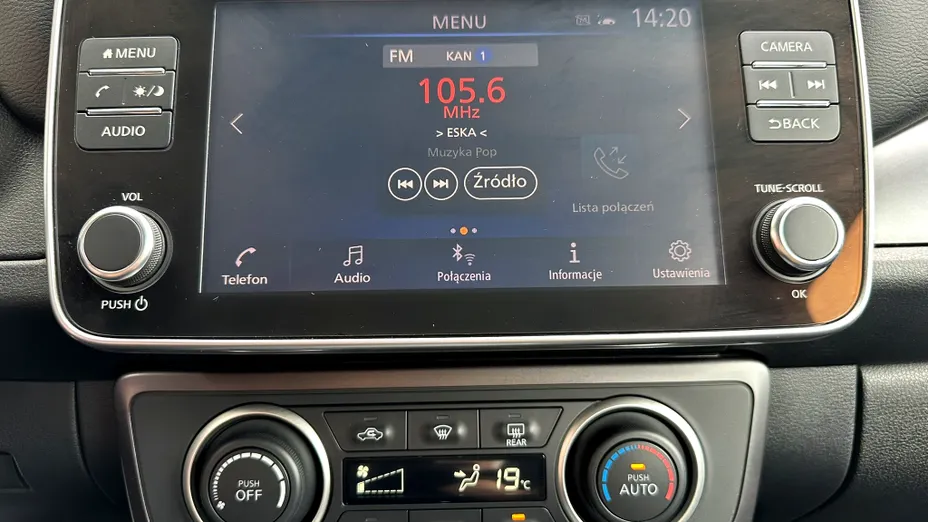 MENU
14:20
MENU
AUDIO
VOL
PUSH
FM KAN 1
105.6
MHz
> ESKA <
Muzyka Pop
Źródło
Lista połączeń
Telefon
Audio
Połączenia
Informacje
Ustawienia
CAMERA
BACK
TUNE-SCROLL
OK
REAR
PUSH
OFF
19°C
PUSH
AUTO